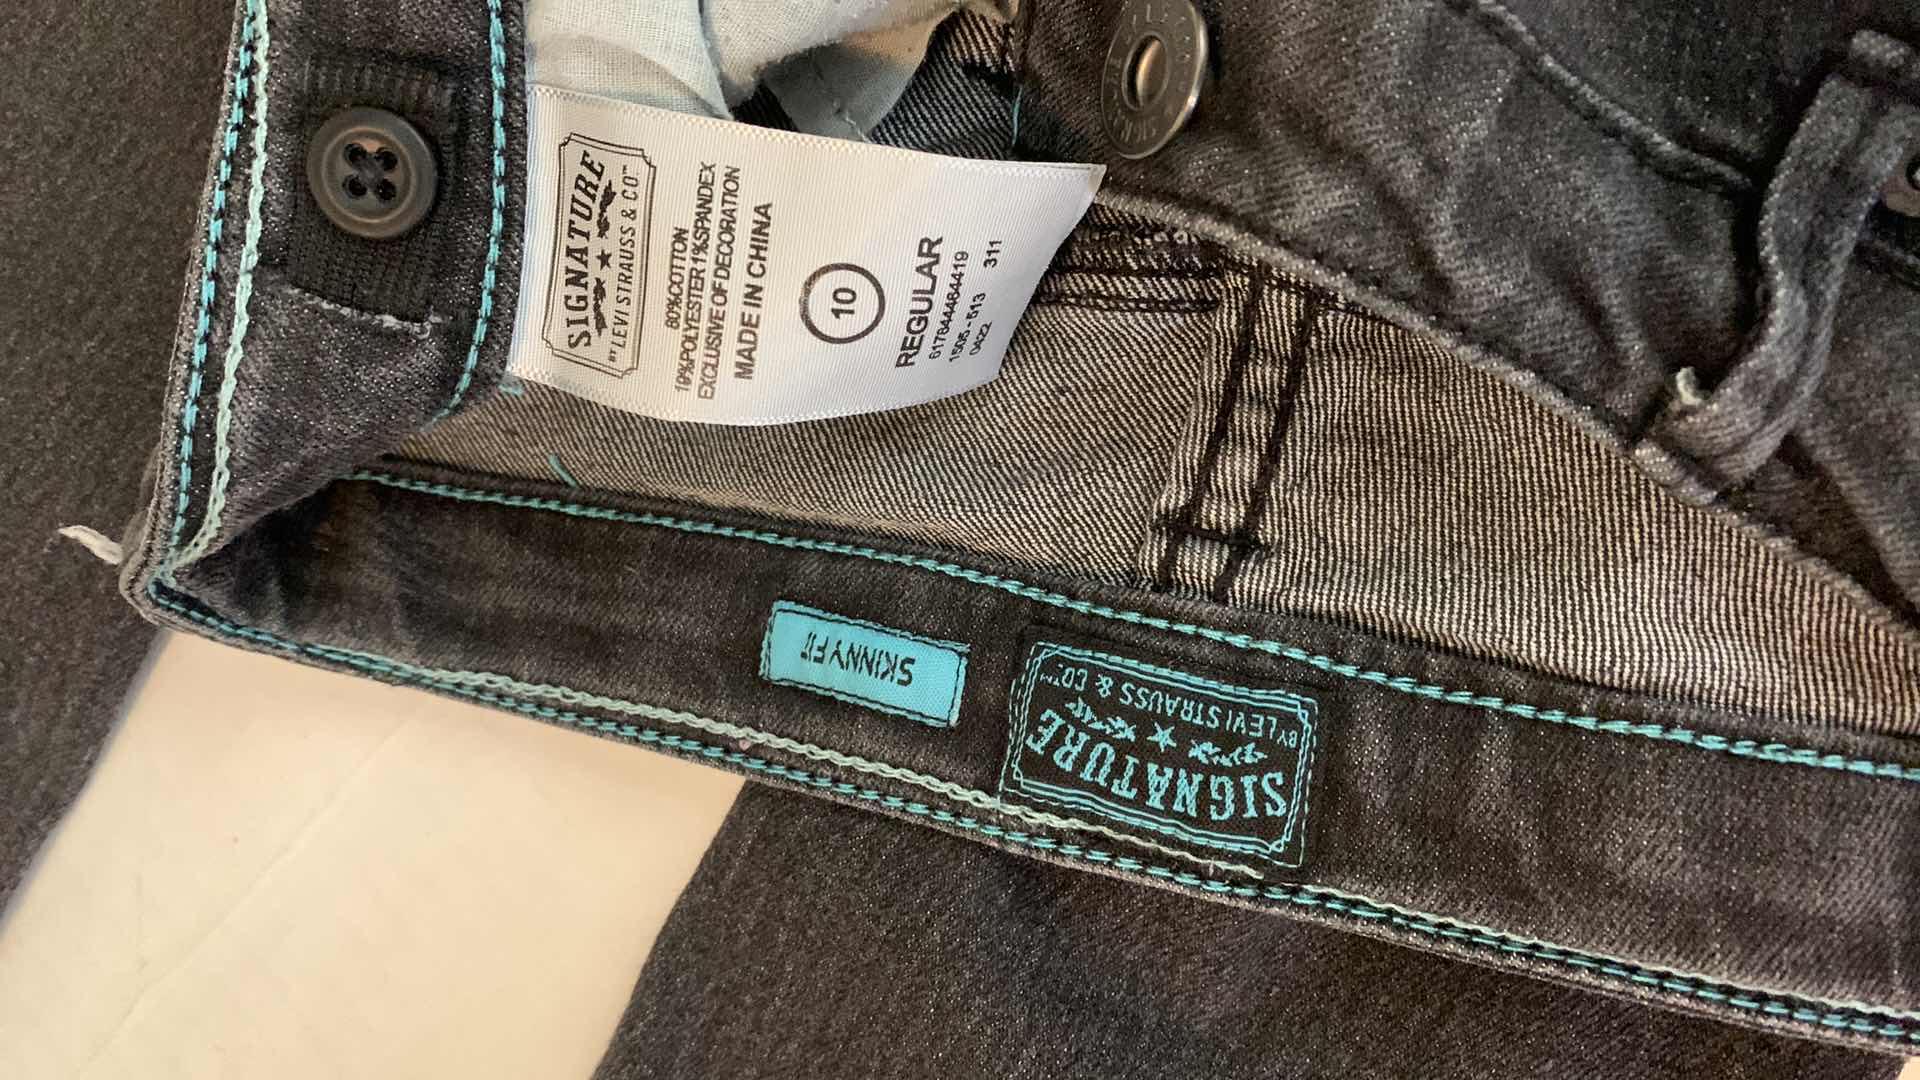 SIGNATURE
BY LEVI STRAUSS & CO™
80%COTTON
19%POLYESTER 1%SPANDEX
EXCLUSIVE OF DECORATION
MADE IN CHINA
10
REGULAR
617844464419
1505-513 311
0422
SKINNY FIT
SIGNATURE
BY LEVI STRAUSS & CO™